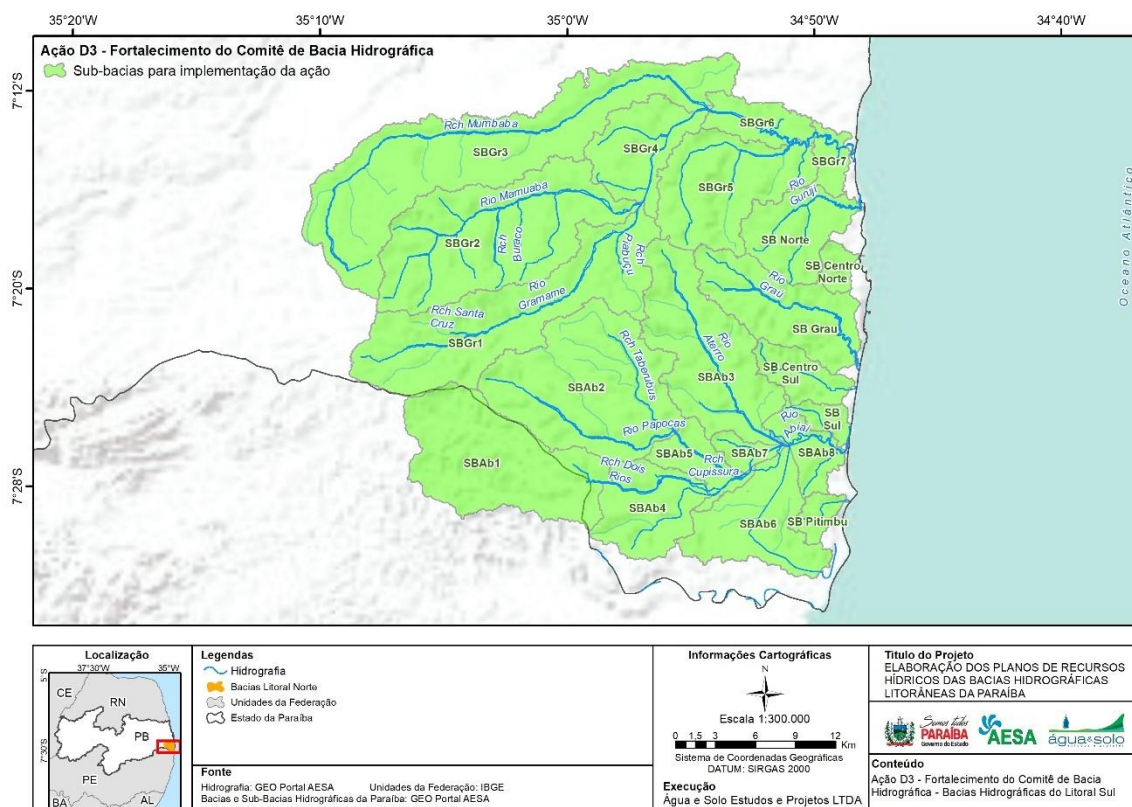 35°20'W 35°10'W 35°0'W 34°50'W 34°40'W
Ação D3 - Fortalecimento do Comitê de Bacia Hidrográfica
Sub-bacias para implementação da ação
7°12'S
Rch Mumbaba
SBGr6
SBGr3
SBGr4
SBGr7
SBGr5
Rio Gurují
Rio Mamuaba
Oceano Atlântico
SBGr2
Rch Buraco
Rch Piabuçu
SB Norte
SB Centro
Norte
7°20'S
Rio
Gramame
Rio
Graú
Rch Santa
Cruz
SB Grau
SBGr1
Rio
Aterro
Rch Taberubus
SB Centro
Sul
SBAb2
SBAb3
SB
Sul
Rio
Abiaí
Rio Papocas
SBAb5
SBAb7
SBAb8
SBAb1
Rch Dois
Rios
Rch
Cupissura
7°28'S
SBAb4
SBAb6
SB Pitimbu
Localização
37°30'W 35°W
5°S
CE
RN
PB
7°30'S
PE
BA
AL
Legendas
Hidrografia
Bacias Litoral Norte
Unidades da Federação
Estado da Paraíba
Fonte
Hidrografia: GEO Portal AESA Unidades da Federação: IBGE
Bacias e Sub-Bacias Hidrográficas da Paraíba: GEO Portal AESA
Informações Cartográficas
N
Escala 1:300.000
0 1,5 3 6 9 12
Km
Sistema de Coordenadas Geográficas
DATUM: SIRGAS 2000
Execução
Água e Solo Estudos e Projetos LTDA
Titulo do Projeto
ELABORAÇÃO DOS PLANOS DE RECURSOS
HÍDRICOS DAS BACIAS HIDROGRÁFICAS
LITORÂNEAS DA PARAÍBA
Somos todos
PARAÍBA
Governo do Estado
AESA
água&solo
Conteúdo
Ação D3 - Fortalecimento do Comitê de Bacia
Hidrográfica - Bacias Hidrográficas do Litoral Sul